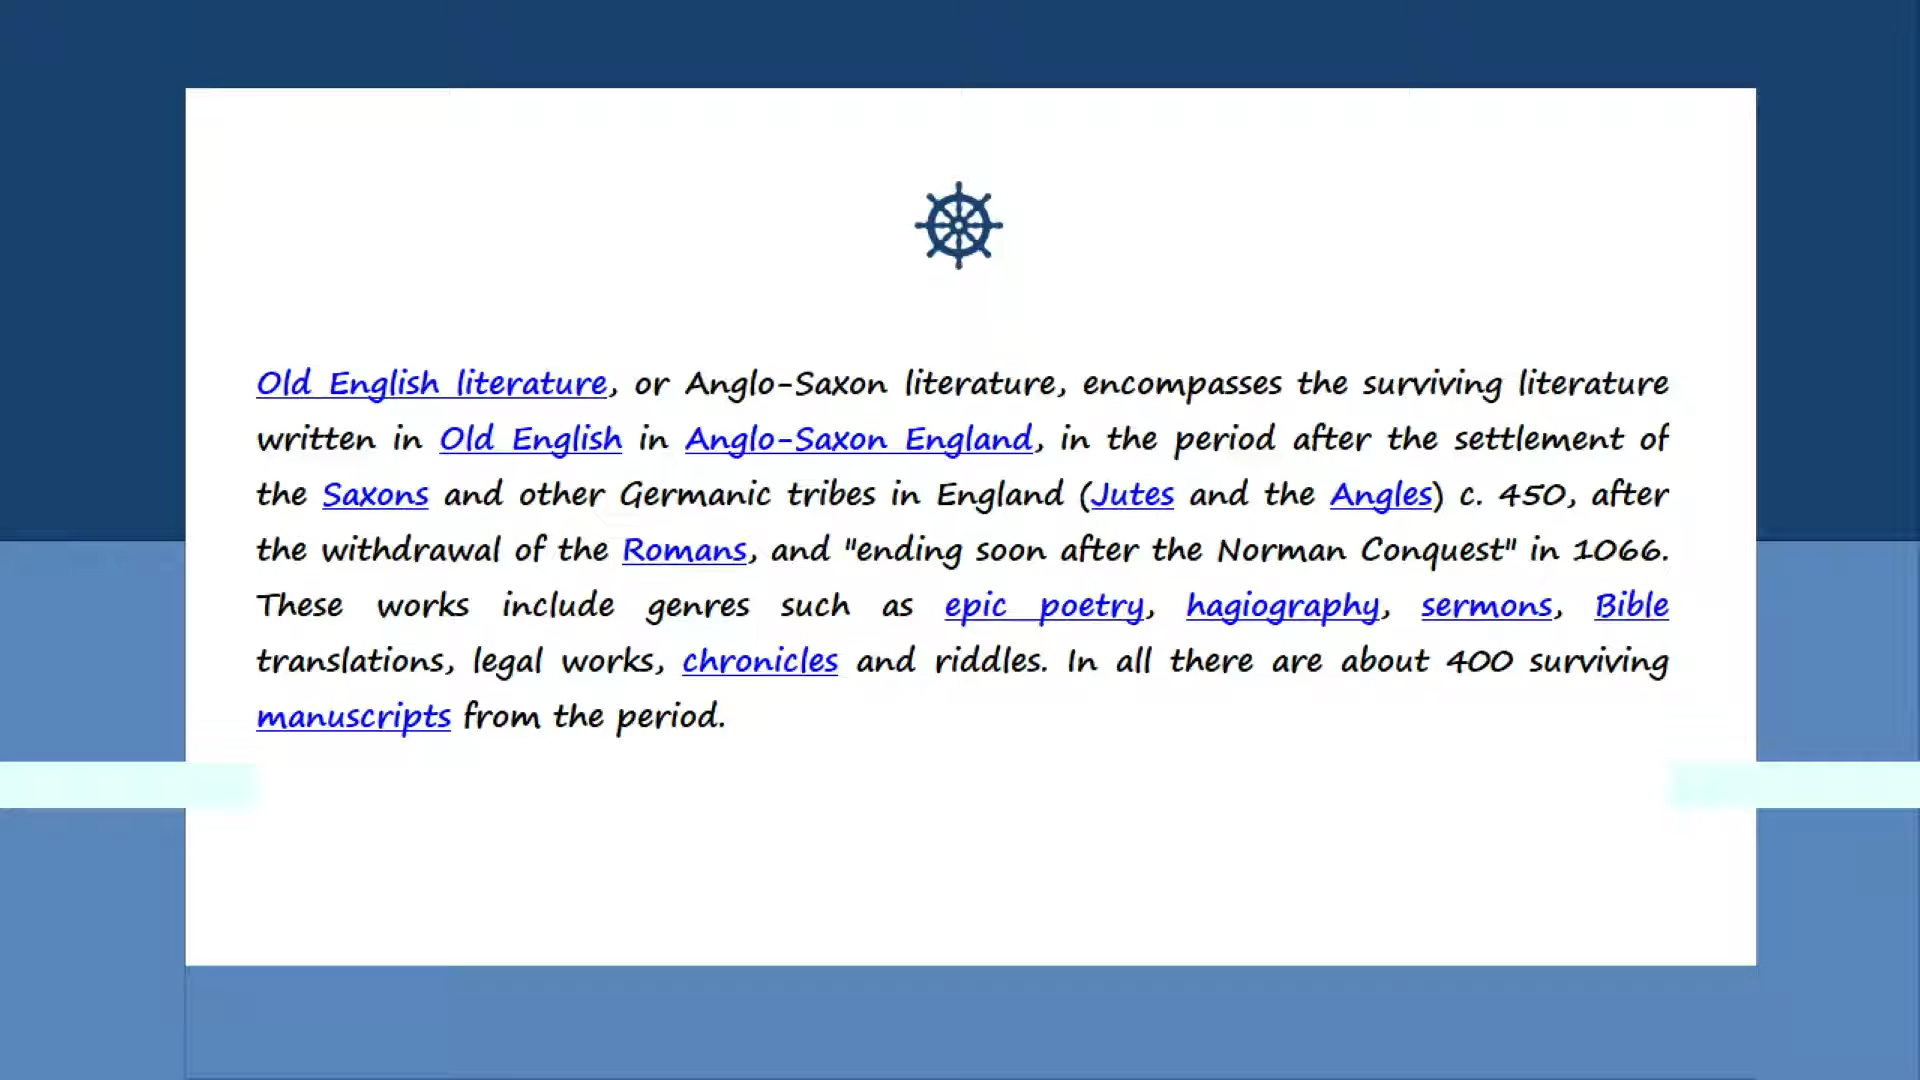 Old English literature, or Anglo-Saxon literature, encompasses the surviving literature
written in Old English in Anglo-Saxon England, in the period after the settlement of
the Saxons and other Germanic tribes in England (Jutes and the Angles) c. 450, after
the withdrawal of the Romans, and "ending soon after the Norman Conquest" in 1066.
These works include genres such as epic poetry, hagiography, sermons, Bible
translations, legal works, chronicles and riddles. In all there are about 400 surviving
manuscripts from the period.